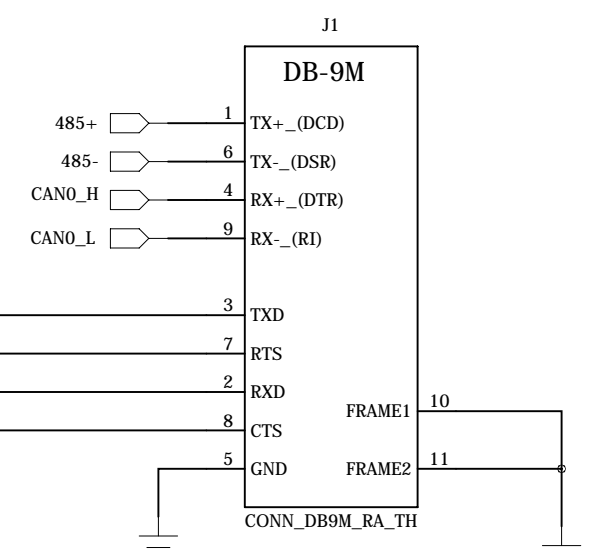 J1
DB-9M
485+ 1 TX+_(DCD)
485- 6 TX-_(DSR)
CAN0_H 4 RX+_(DTR)
CAN0_L 9 RX-_(RI)
3 TXD
7 RTS
2 RXD
FRAME1 10
8 CTS
5 GND FRAME2 11
CONN_DB9M_RA_TH